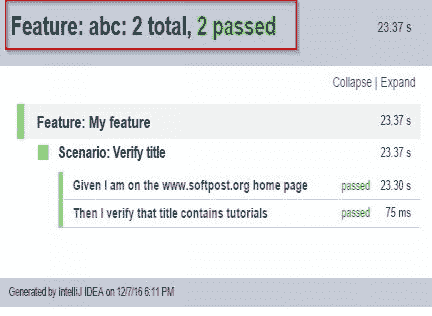 Feature: abc: 2 total, 2 passed 23.37 s
Collapse | Expand
Feature: My feature 23.37 s
Scenario: Verify title 23.37 s
Given I am on the www.softpost.org home page passed 23.30 s
Then I verify that title contains tutorials passed 75 ms
Generated by IntelliJ IDEA on 12/7/16 6:11 PM